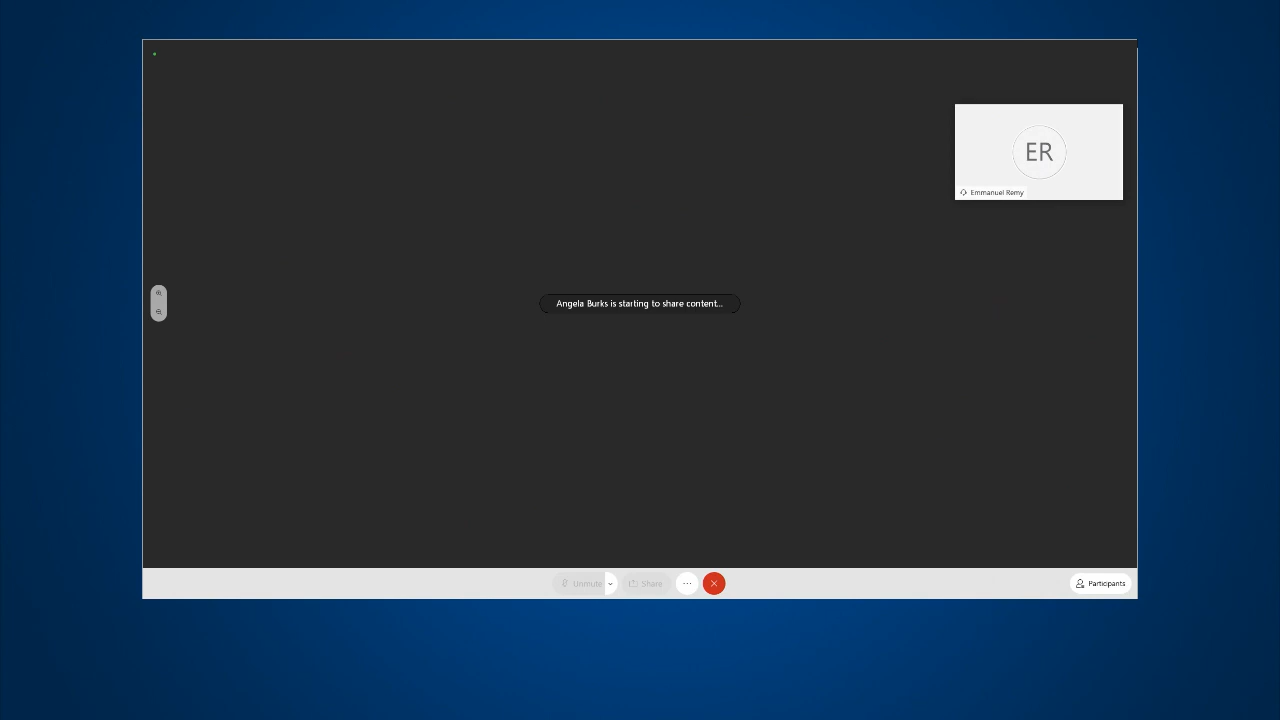 ER
Emmanuel Remy
Angela Burks is starting to share content...
Unmute
Share
Participants